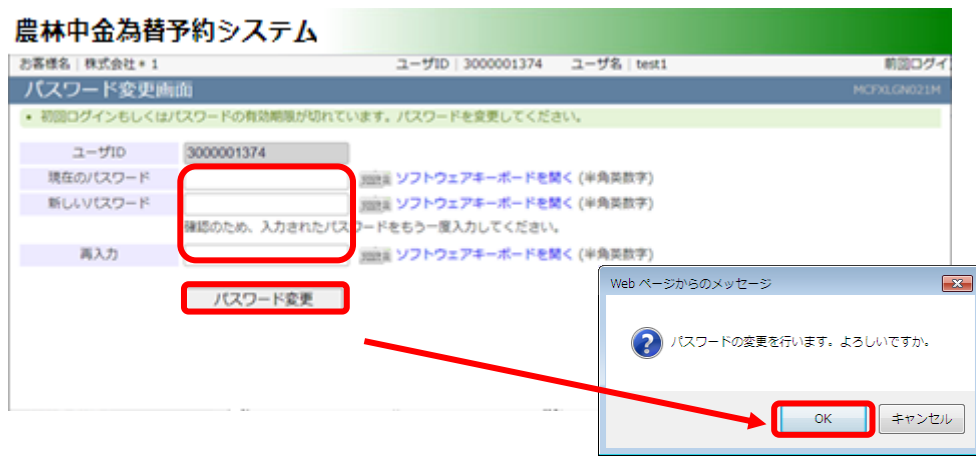 農林中金為替予約システム
お客様名 株式会社*1 ユーザID 3000001374 ユーザ名 test1 前回ログイ
パスワード変更画面 MCFXLGN021M
• 初回ログインもしくはパスワードの有効期限が切れています。パスワードを変更してください。
ユーザID 3000001374
現在のパスワード ソフトウェアキーボードを開く (半角英数字)
新しいパスワード ソフトウェアキーボードを開く (半角英数字)
確認のため、入力されたパスワードをもう一度入力してください。
再入力 ソフトウェアキーボードを開く (半角英数字)
パスワード変更
Web ページからのメッセージ
パスワードの変更を行います。よろしいですか。
OK キャンセル